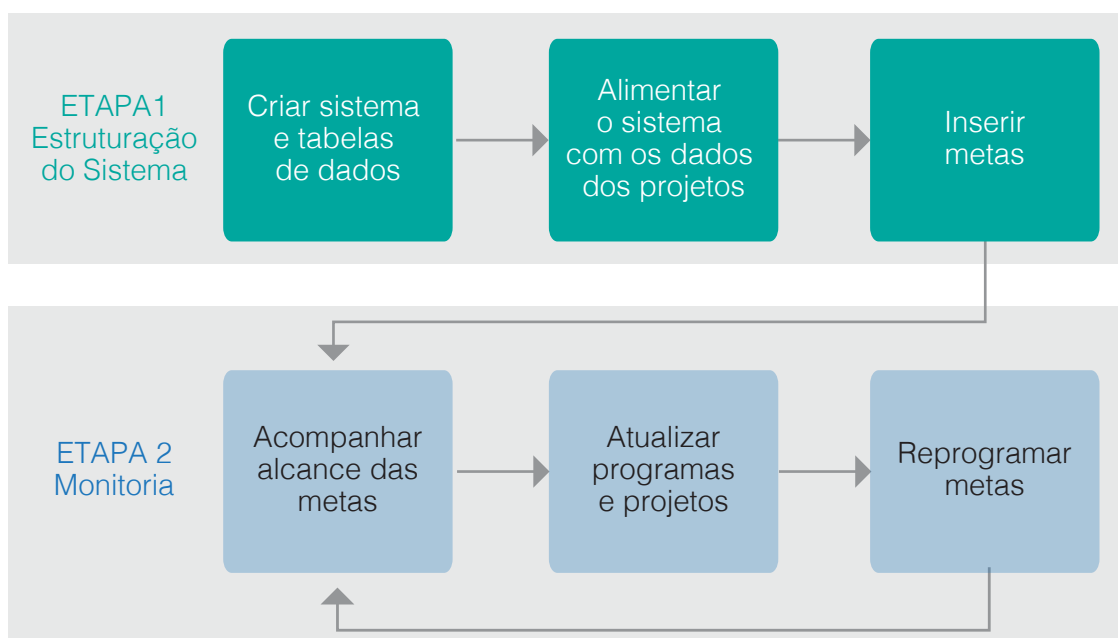 ETAPA1
Estruturação
do Sistema
Criar sistema
e tabelas
de dados
Alimentar
o sistema
com os dados
dos projetos
Inserir
metas
ETAPA 2
Monitoria
Acompanhar
alcance das
metas
Atualizar
programas
e projetos
Reprogramar
metas